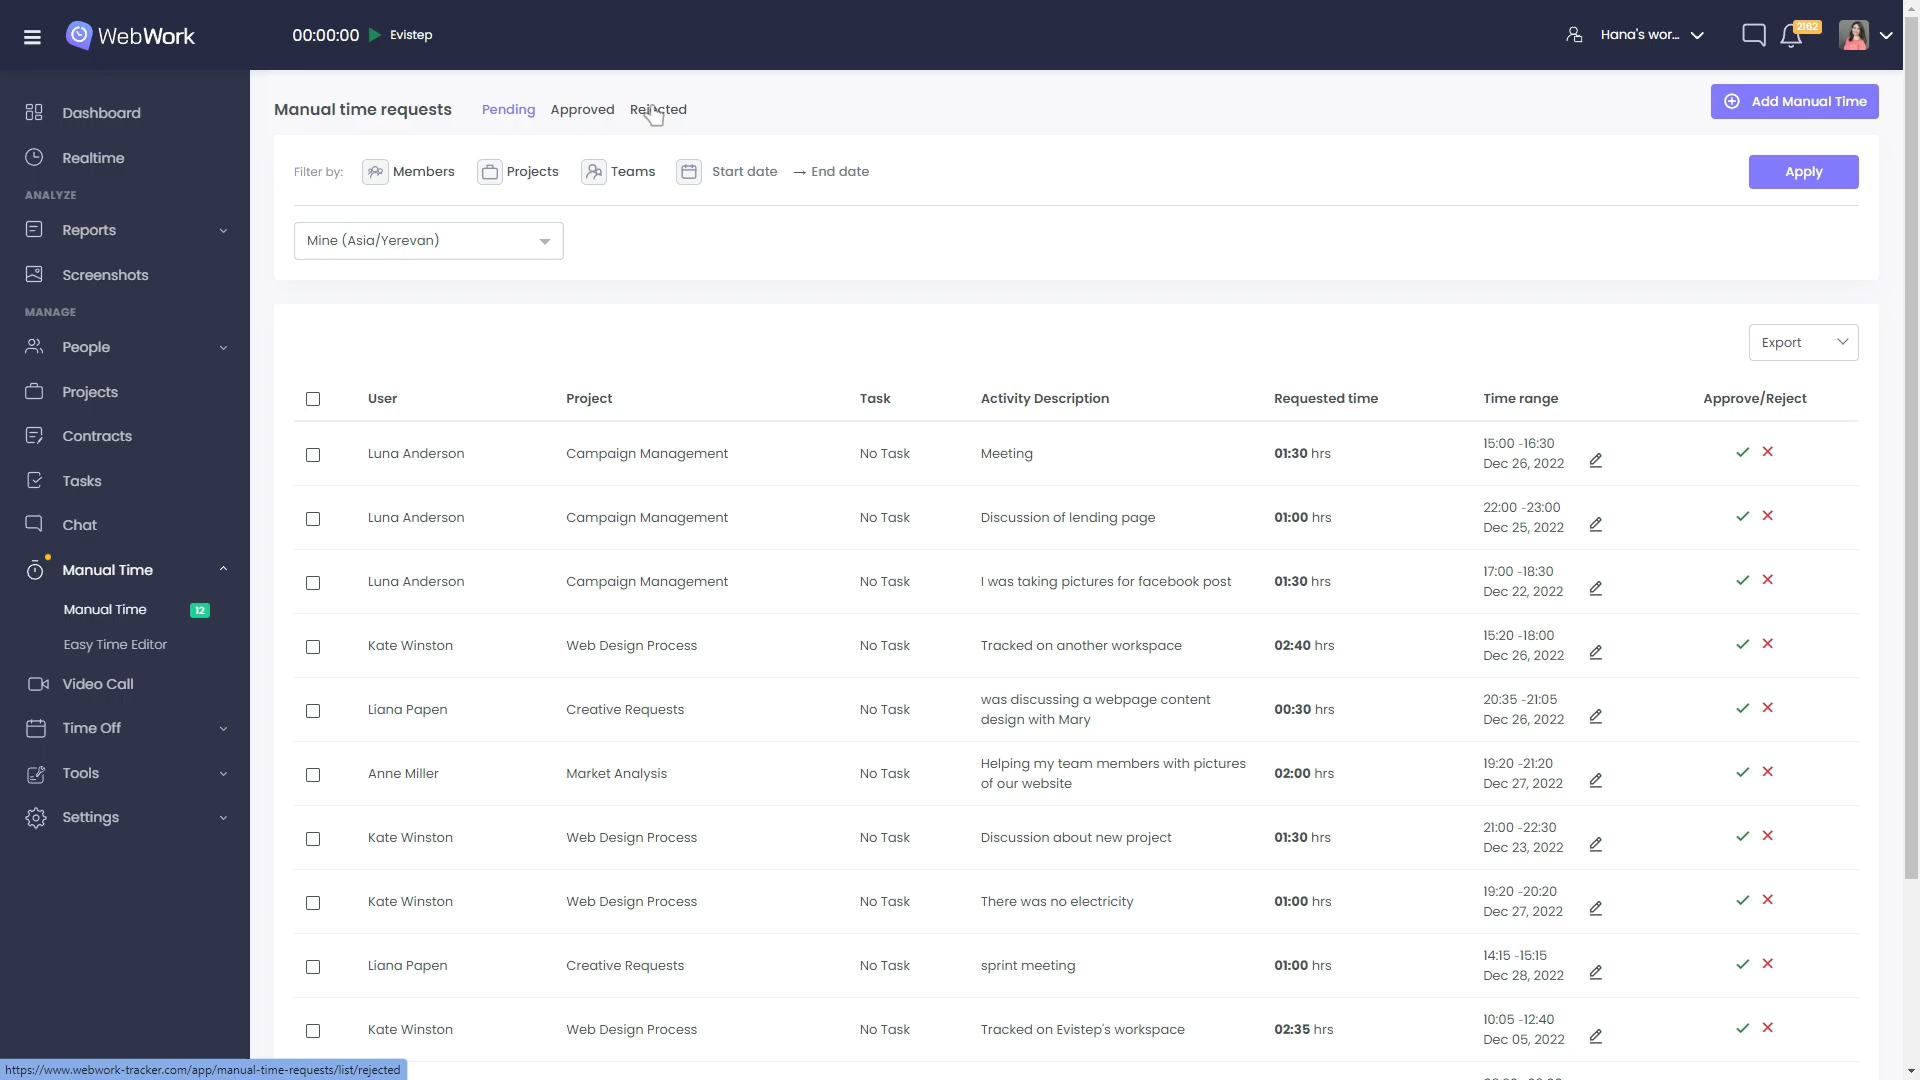 WebWork
00:00:00 Evistep
Hana's wor...
2162
Dashboard
Realtime
ANALYZE
Reports
Screenshots
MANAGE
People
Projects
Contracts
Tasks
Chat
Manual Time
Manual Time 12
Easy Time Editor
Video Call
Time Off
Tools
Settings
Manual time requests Pending Approved Rejected
Add Manual Time
Filter by: Members Projects Teams Start date → End date
Apply
Mine (Asia/Yerevan)
Export
User Project Task Activity Description Requested time Time range Approve/Reject
Luna Anderson Campaign Management No Task Meeting 01:30 hrs 15:00 -16:30
Dec 26, 2022
Luna Anderson Campaign Management No Task Discussion of lending page 01:00 hrs 22:00 -23:00
Dec 25, 2022
Luna Anderson Campaign Management No Task I was taking pictures for facebook post 01:30 hrs 17:00 -18:30
Dec 22, 2022
Kate Winston Web Design Process No Task Tracked on another workspace 02:40 hrs 15:20 -18:00
Dec 26, 2022
Liana Papen Creative Requests No Task was discussing a webpage content 00:30 hrs 20:35 -21:05
design with Mary Dec 26, 2022
Anne Miller Market Analysis No Task Helping my team members with pictures 02:00 hrs 19:20 -21:20
of our website Dec 27, 2022
Kate Winston Web Design Process No Task Discussion about new project 01:30 hrs 21:00 -22:30
Dec 23, 2022
Kate Winston Web Design Process No Task There was no electricity 01:00 hrs 19:20 -20:20
Dec 27, 2022
Liana Papen Creative Requests No Task sprint meeting 01:00 hrs 14:15 -15:15
Dec 28, 2022
Kate Winston Web Design Process No Task Tracked on Evistep's workspace 02:35 hrs 10:05 -12:40
Dec 05, 2022
https://www.webwork-tracker.com/app/manual-time-requests/list/rejected